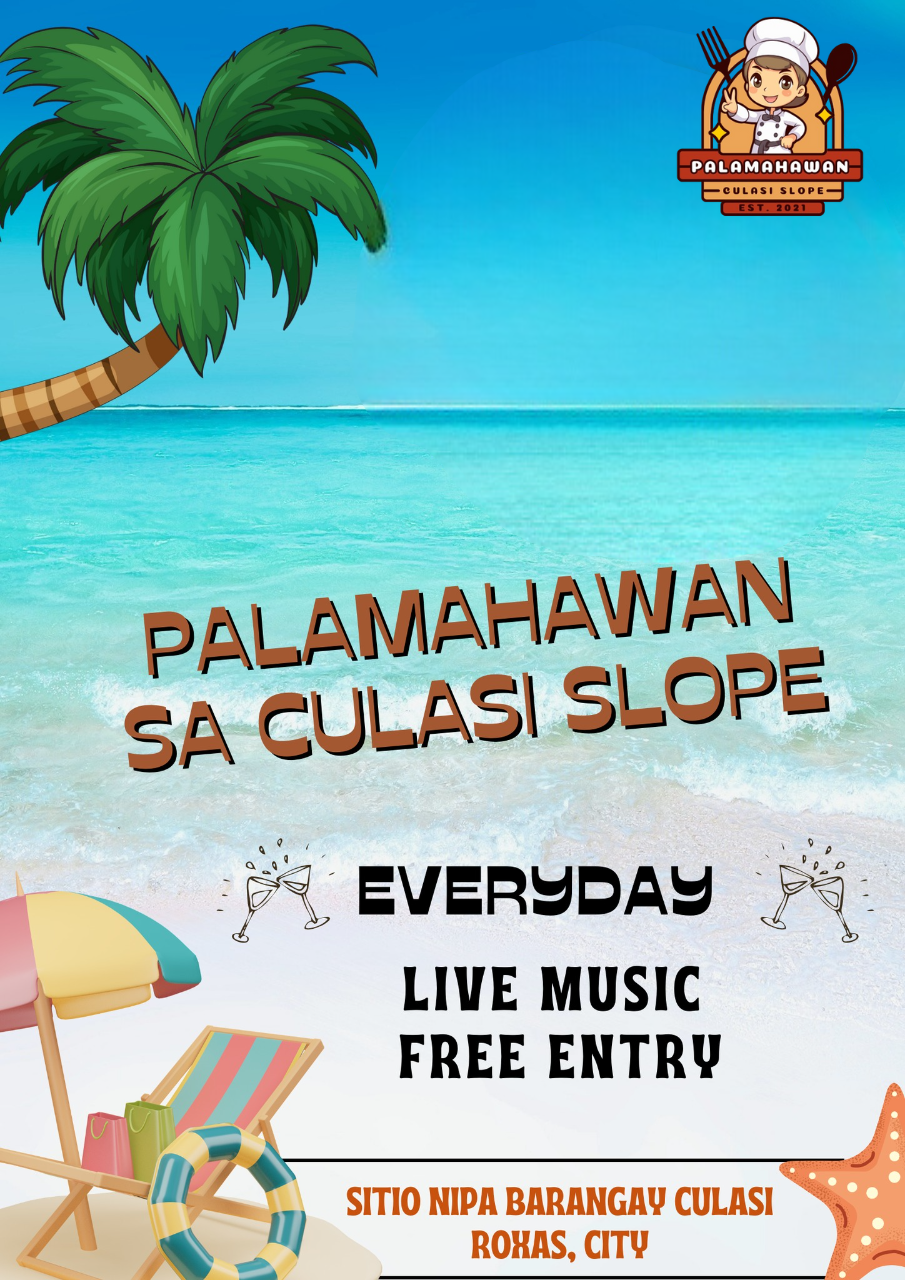 PALAMAHAWAN
CULASI SLOPE
EST. 2021
PALAMAHAWAN
SA CULASI SLOPE
EVERYDAY
LIVE MUSIC
FREE ENTRY
SITIO NIPA BARANGAY CULASI
ROXAS, CITY